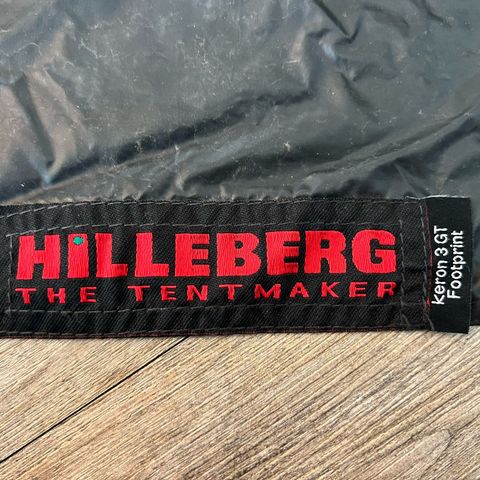 HiLLEBERG
THE TENTMAKER
keron 3 GT
Footprint